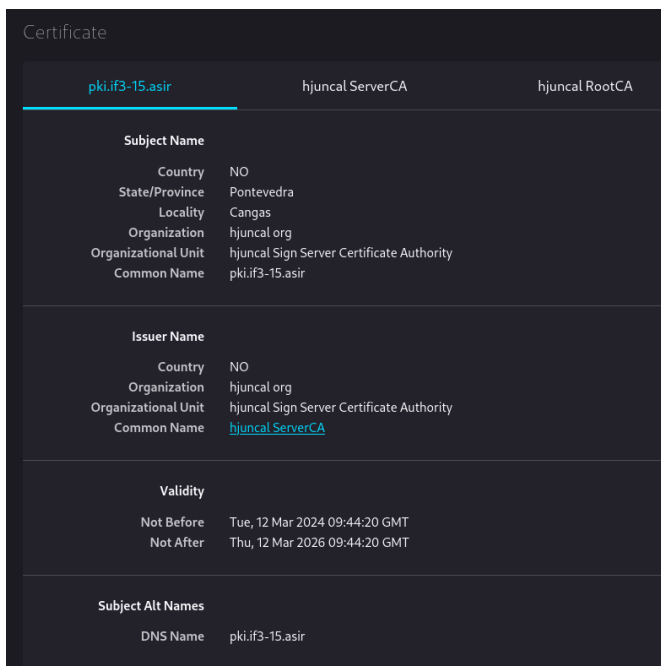 Certificate
pki.if3-15.asir hjuncal ServerCA hjuncal RootCA
Subject Name
Country NO
State/Province Pontevedra
Locality Cangas
Organization hjuncal org
Organizational Unit hjuncal Sign Server Certificate Authority
Common Name pki.if3-15.asir
Issuer Name
Country NO
Organization hjuncal org
Organizational Unit hjuncal Sign Server Certificate Authority
Common Name hjuncal ServerCA
Validity
Not Before Tue, 12 Mar 2024 09:44:20 GMT
Not After Thu, 12 Mar 2026 09:44:20 GMT
Subject Alt Names
DNS Name pki.if3-15.asir